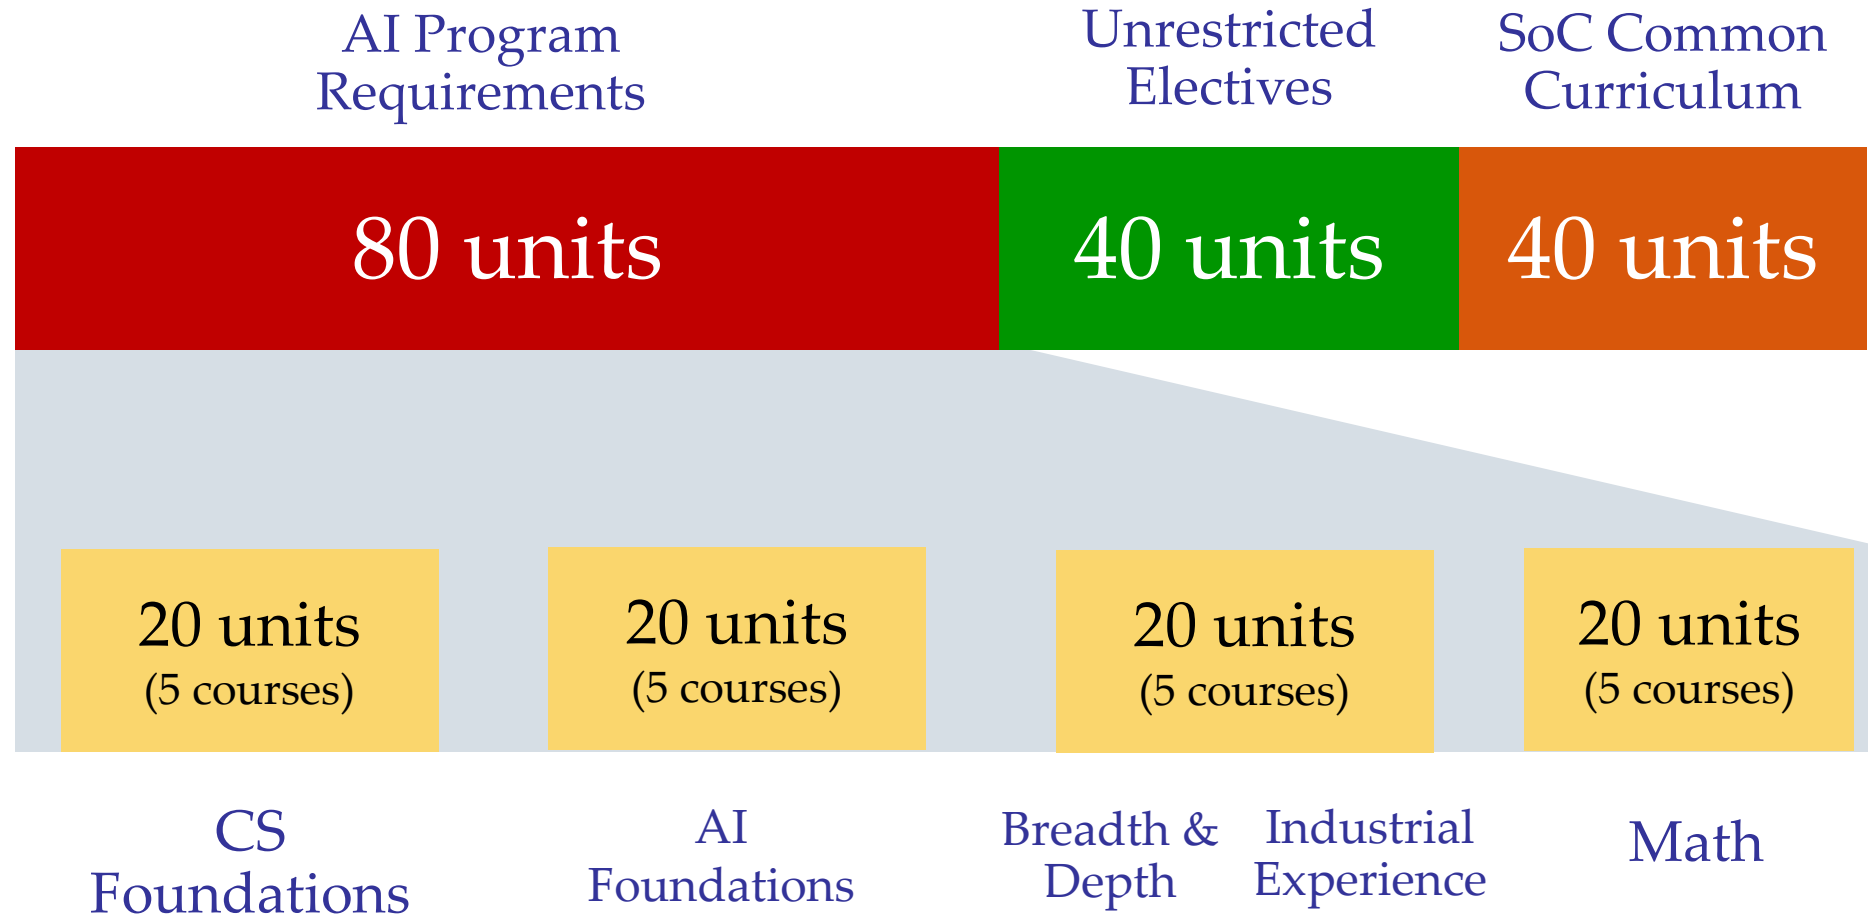 AI Program
Requirements
Unrestricted
Electives
SoC Common
Curriculum
80 units
40 units
40 units
20 units
(5 courses)
20 units
(5 courses)
20 units
(5 courses)
20 units
(5 courses)
CS
Foundations
AI
Foundations
Breadth &
Depth
Industrial
Experience
Math